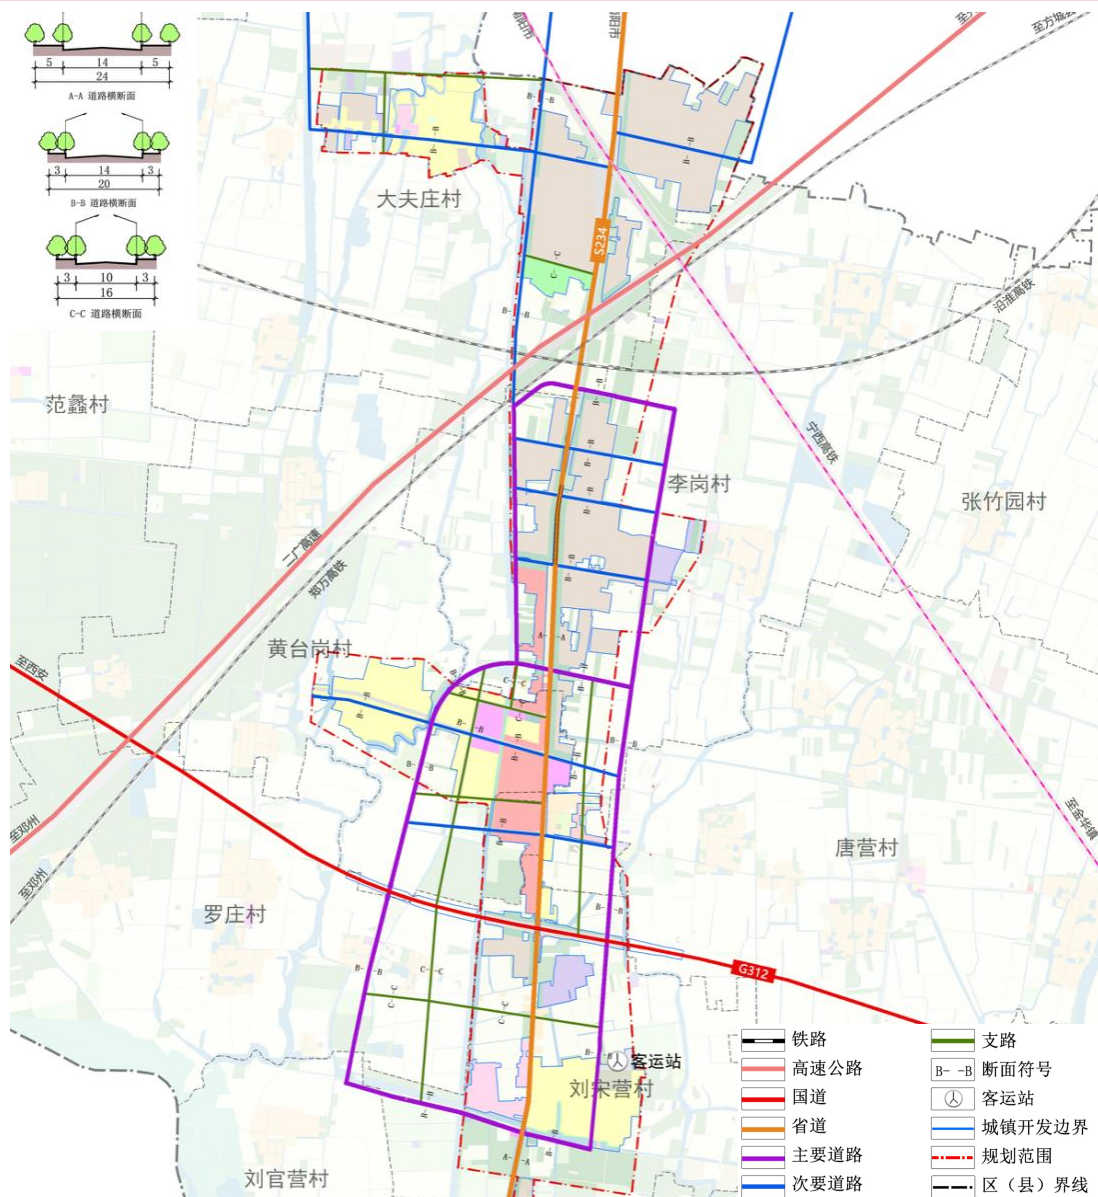 5 14 5
24
A-A 道路横断面
3 14 3
20
B-B 道路横断面
3 10 3
16
C-C 道路横断面
南阳市
至方城县
大夫庄村
S234
沿淮高铁
范蠡村
宁西高铁
李岗村
张竹园村
二广高速
郑万高铁
黄台岗村
至西安
至邓州
至邓州
至金华镇
唐营村
罗庄村
G312
客运站
刘宋营村
刘官营村
B- -B
A- -A
C- -C
铁路
高速公路
国道
省道
主要道路
次要道路
支路
B- -B 断面符号
客运站
城镇开发边界
规划范围
区（县）界线